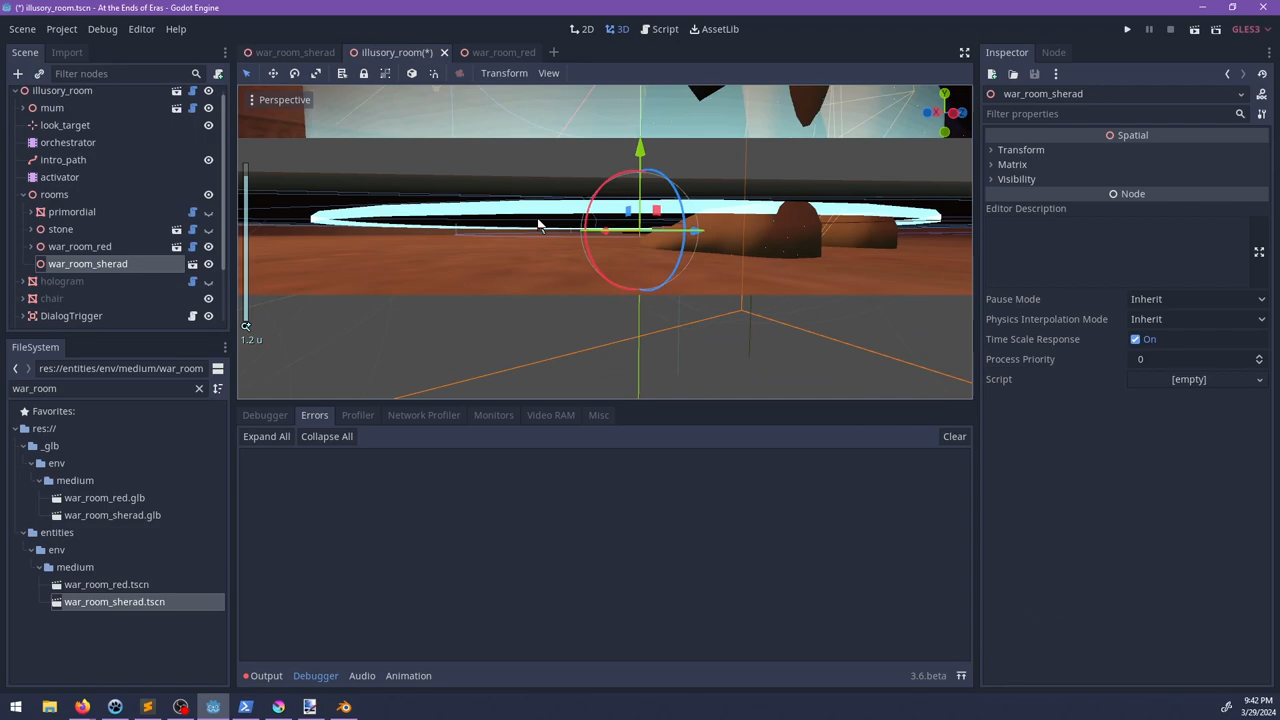 (*) illusory_room.tscn - At the Ends of Eras - Godot Engine
Scene Project Debug Editor Help
2D 3D Script AssetLib
GLES3
Scene Import
war_room_sherad illusory_room(*) war_room_red
Inspector Node
Filter nodes
Transform View
illusory_room
mum
look_target
orchestrator
intro_path
activator
rooms
primordial
stone
war_room_red
war_room_sherad
hologram
chair
DialogTrigger
FileSystem
res://entities/env/medium/war_room
war_room
Favorites:
res://
_glb
env
medium
war_room_red.glb
war_room_sherad.glb
entities
env
medium
war_room_red.tscn
war_room_sherad.tscn
Perspective
Y
X
Z
1.2 u
Debugger Errors Profiler Network Profiler Monitors Video RAM Misc
Expand All Collapse All Clear
Output Debugger Audio Animation 3.6.beta
war_room_sherad
Filter properties
Spatial
Transform
Matrix
Visibility
Node
Editor Description
Pause Mode Inherit
Physics Interpolation Mode Inherit
Time Scale Response On
Process Priority 0
Script [empty]
9:42 PM
3/29/2024